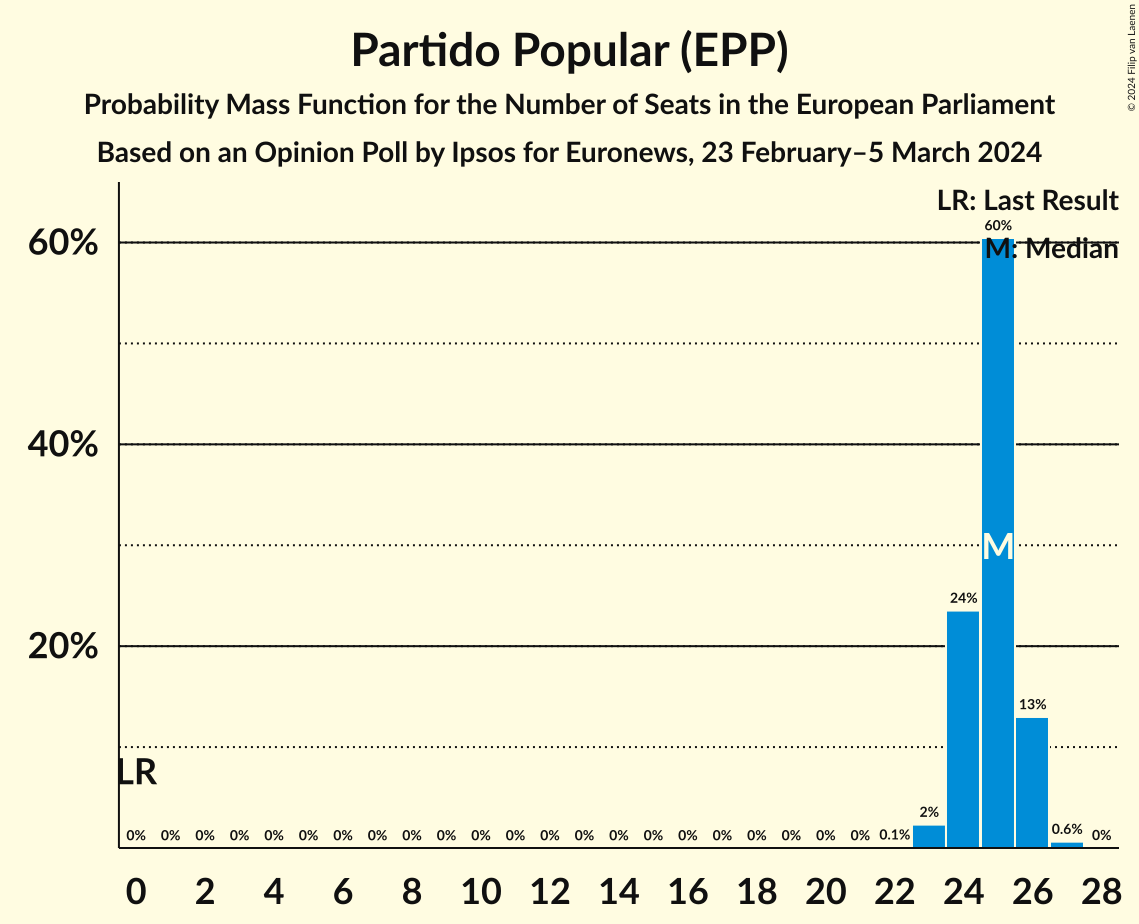 Partido Popular (EPP)
Probability Mass Function for the Number of Seats in the European Parliament
Based on an Opinion Poll by Ipsos for Euronews, 23 February–5 March 2024
© 2024 Filip van Laenen
LR: Last Result
M: Median
60%
40%
20%
60%
M
24%
13%
LR
0% 0% 0% 0% 0% 0% 0% 0% 0% 0% 0% 0% 0% 0% 0% 0% 0% 0% 0% 0% 0% 0% 0.1% 2% 0.6% 0%
0 2 4 6 8 10 12 14 16 18 20 22 24 26 28